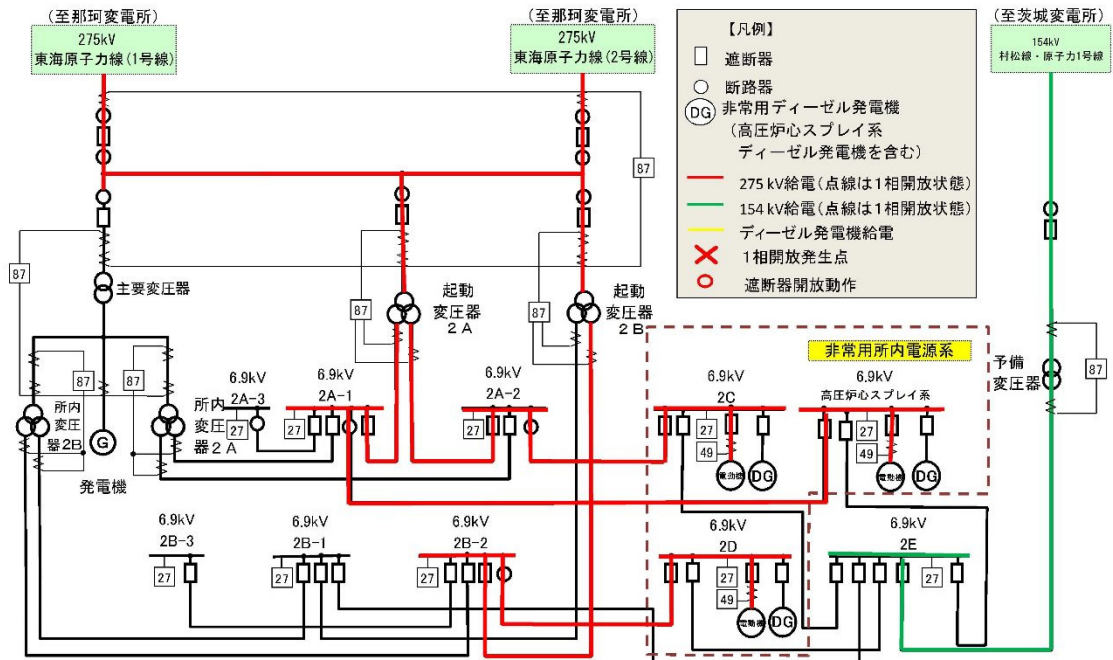 (至那珂変電所)
275kV
東海原子力線(1号線)
(至那珂変電所)
275kV
東海原子力線(2号線)
(至茨城変電所)
154kV
村松線・原子力1号線
【凡例】
遮断器
断路器
DG
非常用ディーゼル発電機
(高圧炉心スプレイ系
ディーゼル発電機を含む)
275kV給電(点線は1相開放状態)
154kV給電(点線は1相開放状態)
ディーゼル発電機給電
1相開放発生点
遮断器開放動作
87
87
主要変圧器
87
起動
変圧器
2A
87
起動
変圧器
2B
非常用所内電源系
予備
変圧器
87
87
87
所内
変圧
器2B
G
発電機
所内
変圧
器2A
6.9kV
2A-3
27
6.9kV
2A-1
27
6.9kV
2A-2
27
6.9kV
2C
27
49
電動機
DG
6.9kV
高圧炉心スプレイ系
27
49
電動機
DG
6.9kV
2B-3
27
6.9kV
2B-1
27
6.9kV
2B-2
27
6.9kV
2D
27
49
電動機
DG
6.9kV
2E
27